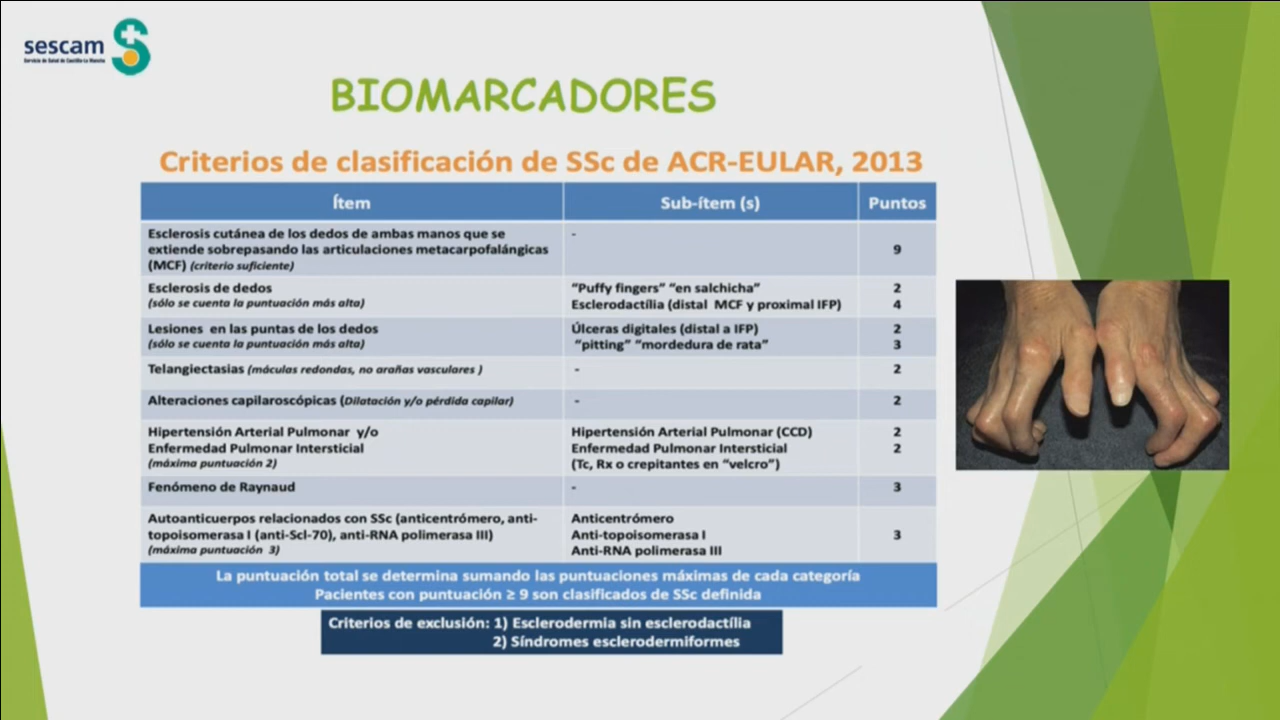 sescam
Servicio de Salud de Castilla-La Mancha
BIOMARCADORES
Criterios de clasificación de SSc de ACR-EULAR, 2013
Ítem Sub-ítem (s) Puntos
Esclerosis cutánea de los dedos de ambas manos que se -
extiende sobrepasando las articulaciones metacarpofalángicas 9
(MCF) (criterio suficiente)
Esclerosis de dedos “Puffy fingers” “en salchicha” 2
(sólo se cuenta la puntuación más alta) Esclerodactília (distal MCF y proximal IFP) 4
Lesiones en las puntas de los dedos Úlceras digitales (distal a IFP) 2
(sólo se cuenta la puntuación más alta) “pitting” “mordedura de rata” 3
Telangiectasias (máculas redondas, no arañas vasculares ) - 2
Alteraciones capilaroscópicas (Dilatación y/o pérdida capilar) - 2
Hipertensión Arterial Pulmonar y/o Hipertensión Arterial Pulmonar (CCD) 2
Enfermedad Pulmonar Intersticial Enfermedad Pulmonar Intersticial 2
(máxima puntuación 2) (Tc, Rx o crepitantes en “velcro”)
Fenómeno de Raynaud - 3
Autoanticuerpos relacionados con SSc (anticentrómero, anti- Anticentrómero
topoisomerasa I (anti-Scl-70), anti-RNA polimerasa III) Anti-topoisomerasa I 3
(máxima puntuación 3) Anti-RNA polimerasa III
La puntuación total se determina sumando las puntuaciones máximas de cada categoría
Pacientes con puntuación ≥ 9 son clasificados de SSc definida
Criterios de exclusión: 1) Esclerodermia sin esclerodactília
2) Síndromes esclerodermiformes